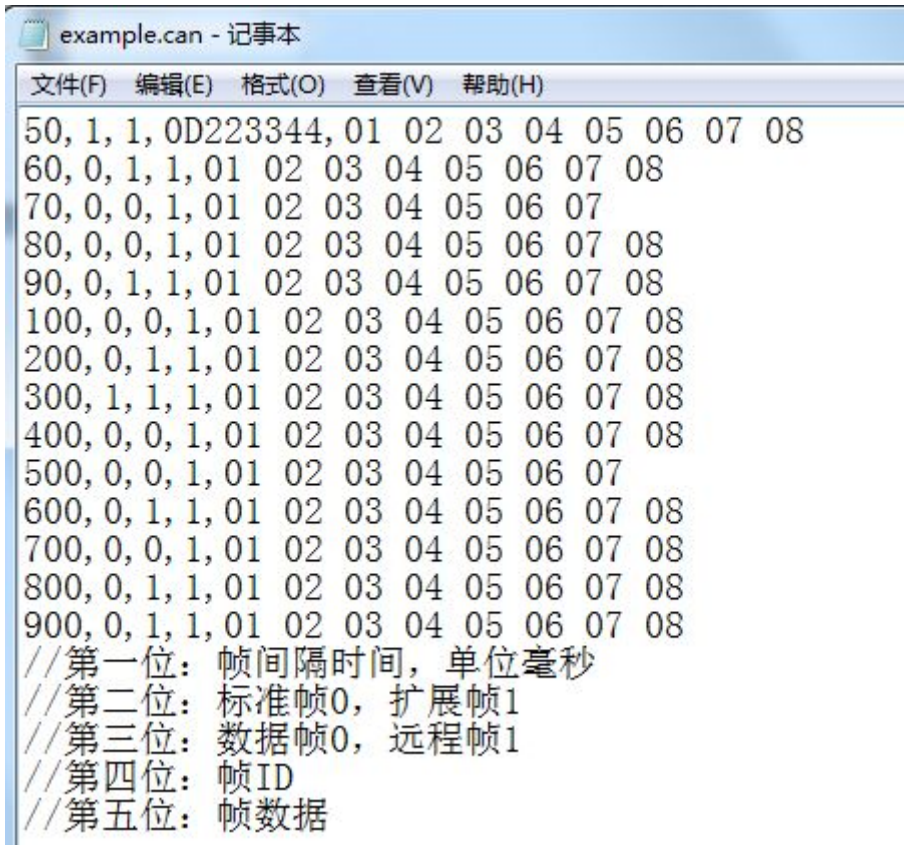 example.can - 记事本
文件(F) 编辑(E) 格式(O) 查看(V) 帮助(H)
50,1,1,0D223344,01 02 03 04 05 06 07 08
60,0,1,1,01 02 03 04 05 06 07 08
70,0,0,1,01 02 03 04 05 06 07
80,0,0,1,01 02 03 04 05 06 07 08
90,0,1,1,01 02 03 04 05 06 07 08
100,0,0,1,01 02 03 04 05 06 07 08
200,0,1,1,01 02 03 04 05 06 07 08
300,1,1,1,01 02 03 04 05 06 07 08
400,0,0,1,01 02 03 04 05 06 07 08
500,0,0,1,01 02 03 04 05 06 07
600,0,1,1,01 02 03 04 05 06 07 08
700,0,0,1,01 02 03 04 05 06 07 08
800,0,1,1,01 02 03 04 05 06 07 08
900,0,1,1,01 02 03 04 05 06 07 08
//第一位：帧间隔时间，单位毫秒
//第二位：标准帧0，扩展帧1
//第三位：数据帧0，远程帧1
//第四位：帧ID
//第五位：帧数据